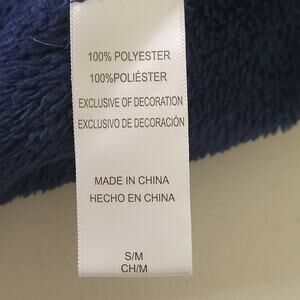 100% POLYESTER
100%POLIÉSTER
EXCLUSIVE OF DECORATION
EXCLUSIVO DE DECORACIÓN
MADE IN CHINA
HECHO EN CHINA
S/M
CH/M